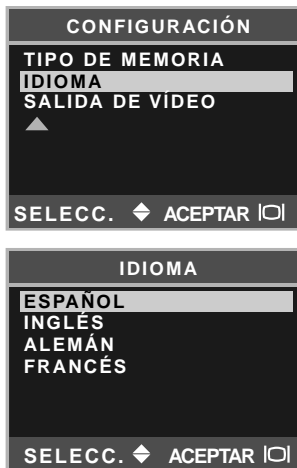 CONFIGURACIÓN
TIPO DE MEMORIA
IDIOMA
SALIDA DE VÍDEO
SELECC. ACEPTAR
IDIOMA
ESPAÑOL
INGLÉS
ALEMÁN
FRANCÉS
SELECC. ACEPTAR